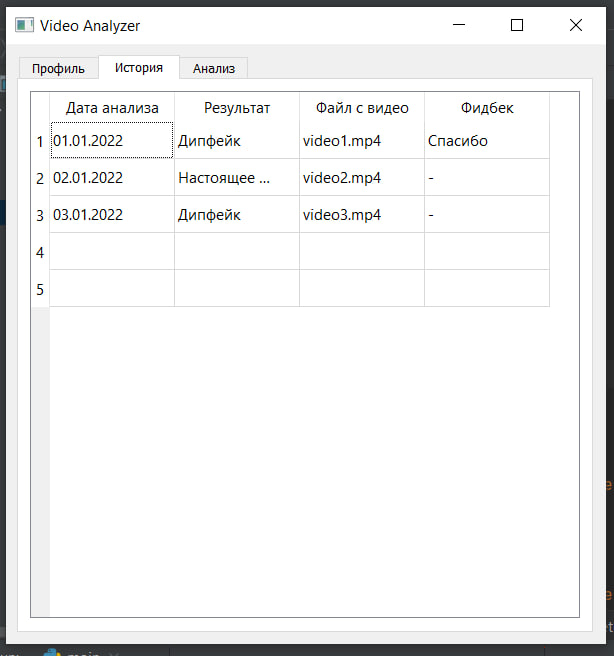 Video Analyzer
Профиль История Анализ
Дата анализа Результат Файл с видео Фидбек
1 01.01.2022 Дипфейк video1.mp4 Спасибо
2 02.01.2022 Настоящее ... video2.mp4 -
3 03.01.2022 Дипфейк video3.mp4 -
4
5
main